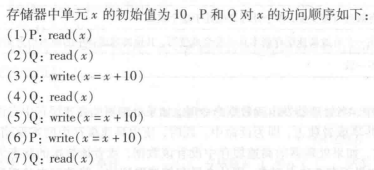 存储器中单元 x 的初始值为 10，P 和 Q 对 x 的访问顺序如下：
(1)P：read(x)
(2)Q：read(x)
(3)Q：write(x=x+10)
(4)Q：read(x)
(5)Q：write(x=x+10)
(6)P：write(x=x+10)
(7)Q：read(x)